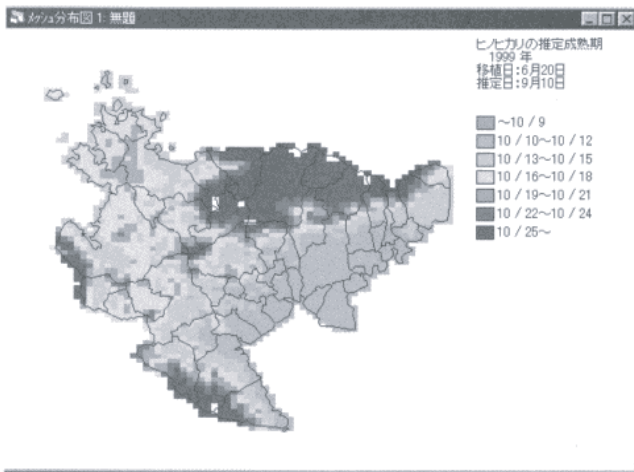 メッシュ分布図 1: 無題
ヒノヒカリの推定成熟期
1999 年
移植日:6月20日
推定日:9月10日
～10 / 9
10 / 10～10 / 12
10 / 13～10 / 15
10 / 16～10 / 18
10 / 19～10 / 21
10 / 22～10 / 24
10 / 25～